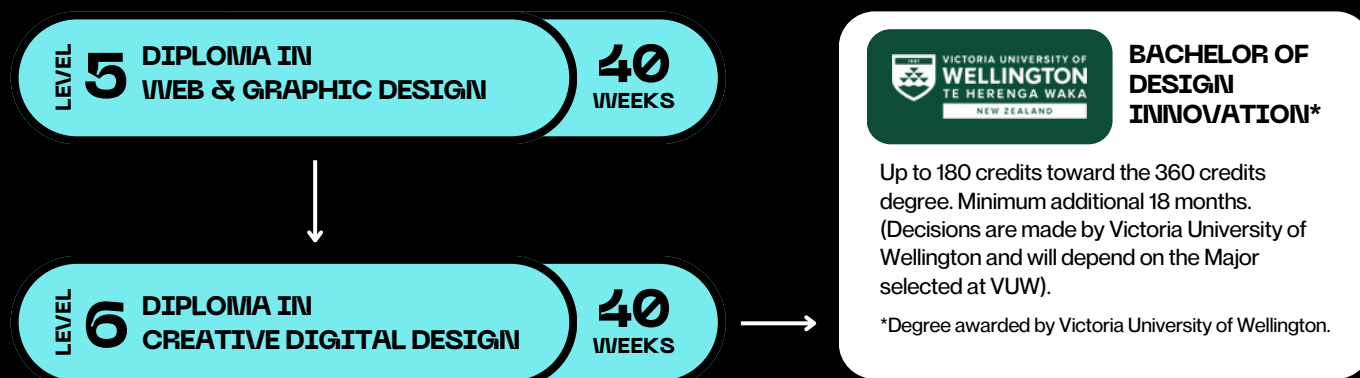 LEVEL
5
DIPLOMA IN
WEB & GRAPHIC DESIGN
40
WEEKS
LEVEL
6
DIPLOMA IN
CREATIVE DIGITAL DESIGN
40
WEEKS
1897
VICTORIA UNIVERSITY OF
WELLINGTON
TE HERENGA WAKA
NEW ZEALAND
BACHELOR OF
DESIGN
INNOVATION*
Up to 180 credits toward the 360 credits
degree. Minimum additional 18 months.
(Decisions are made by Victoria University of
Wellington and will depend on the Major
selected at VUW).
*Degree awarded by Victoria University of Wellington.